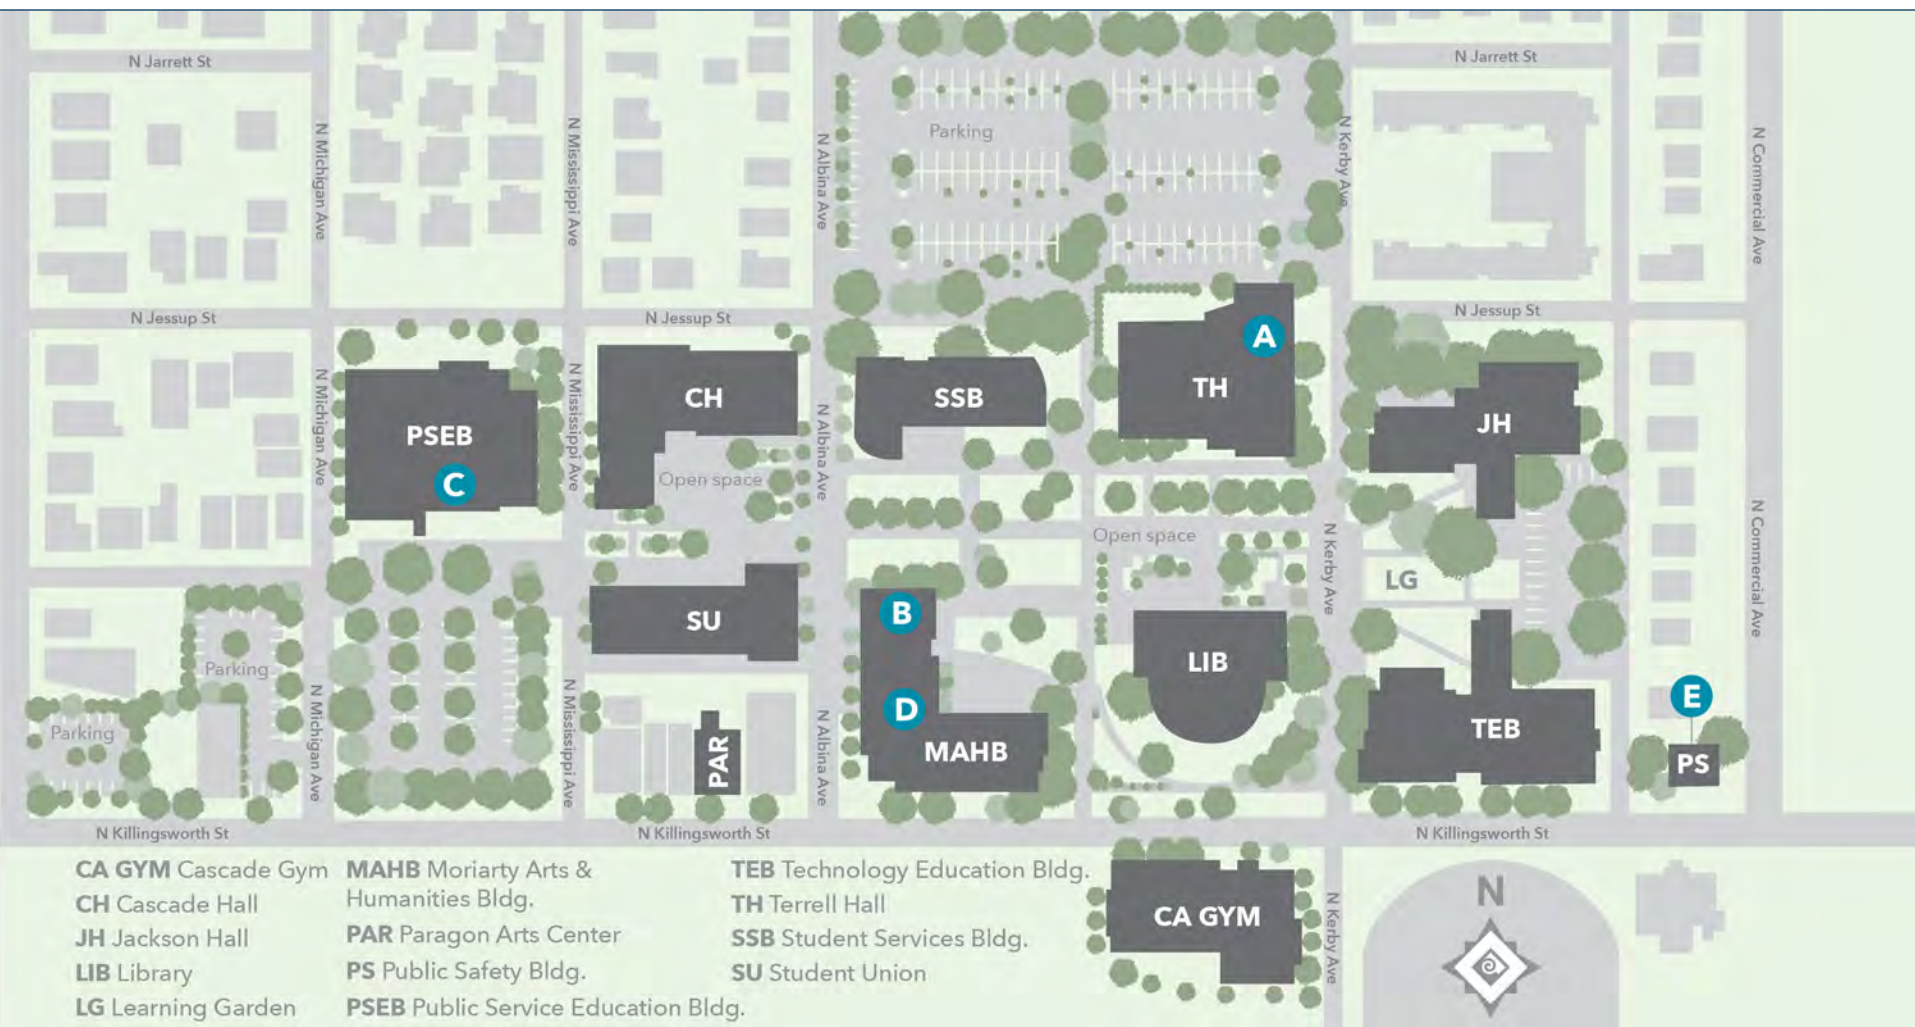 N Jarrett St
N Jarrett St
N Michigan Ave
N Mississippi Ave
N Albina Ave
Parking
N Kerby Ave
N Commercial Ave
N Jessup St
N Jessup St
N Jessup St
A
TH
CH
SSB
JH
PSEB
C
N Michigan Ave
N Mississippi Ave
N Albina Ave
Open space
Open space
N Kerby Ave
N Commercial Ave
LG
B
SU
LIB
D
MAHB
PAR
TEB
E
PS
Parking
Parking
N Michigan Ave
N Mississippi Ave
N Albina Ave
N Killingsworth St
N Killingsworth St
N Killingsworth St
CA GYM Cascade Gym
CH Cascade Hall
JH Jackson Hall
LIB Library
LG Learning Garden
MAHB Moriarty Arts &
Humanities Bldg.
PAR Paragon Arts Center
PS Public Safety Bldg.
PSEB Public Service Education Bldg.
TEB Technology Education Bldg.
TH Terrell Hall
SSB Student Services Bldg.
SU Student Union
CA GYM
N Kerby Ave
N